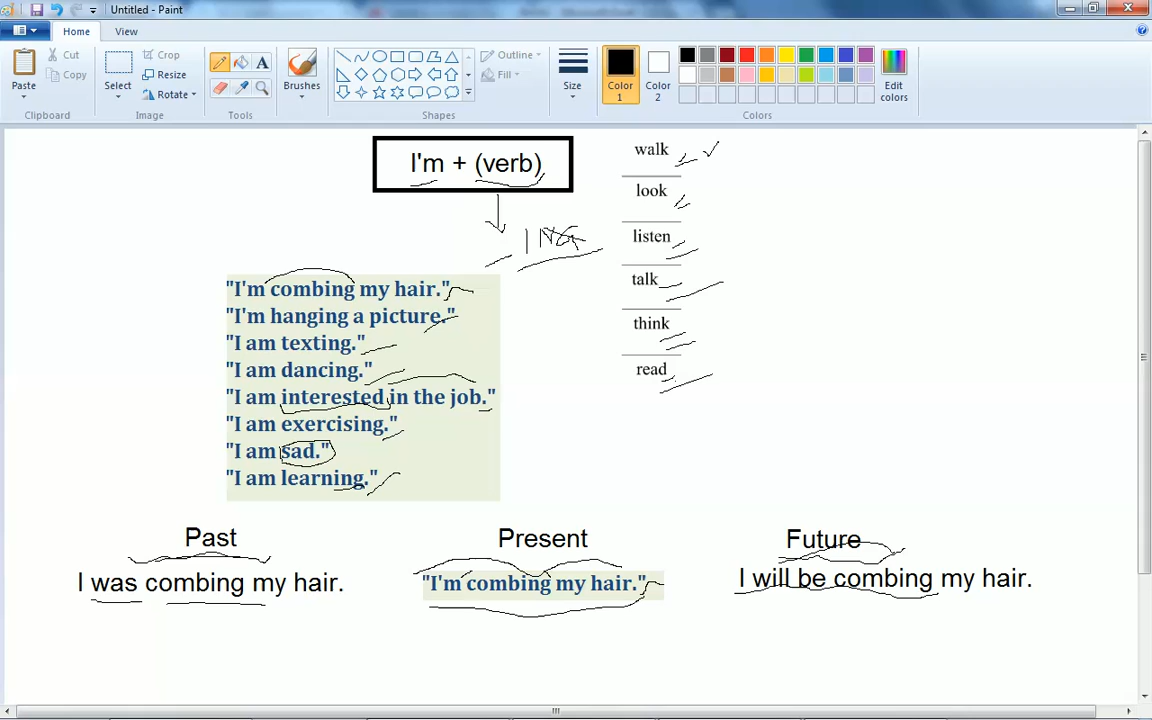 Untitled - Paint
Home View
Paste
Cut
Copy
Clipboard
Select
Crop
Resize
Rotate
Image
Tools
Brushes
Shapes
Outline
Fill
Size
Color 1
Color 2
Edit colors
Colors
I'm + (verb)
ING
walk
look
listen
talk
think
read
"I'm combing my hair."
"I'm hanging a picture."
"I am texting."
"I am dancing."
"I am interested in the job."
"I am exercising."
"I am sad."
"I am learning."
Past
I was combing my hair.
Present
"I'm combing my hair."
Future
I will be combing my hair.